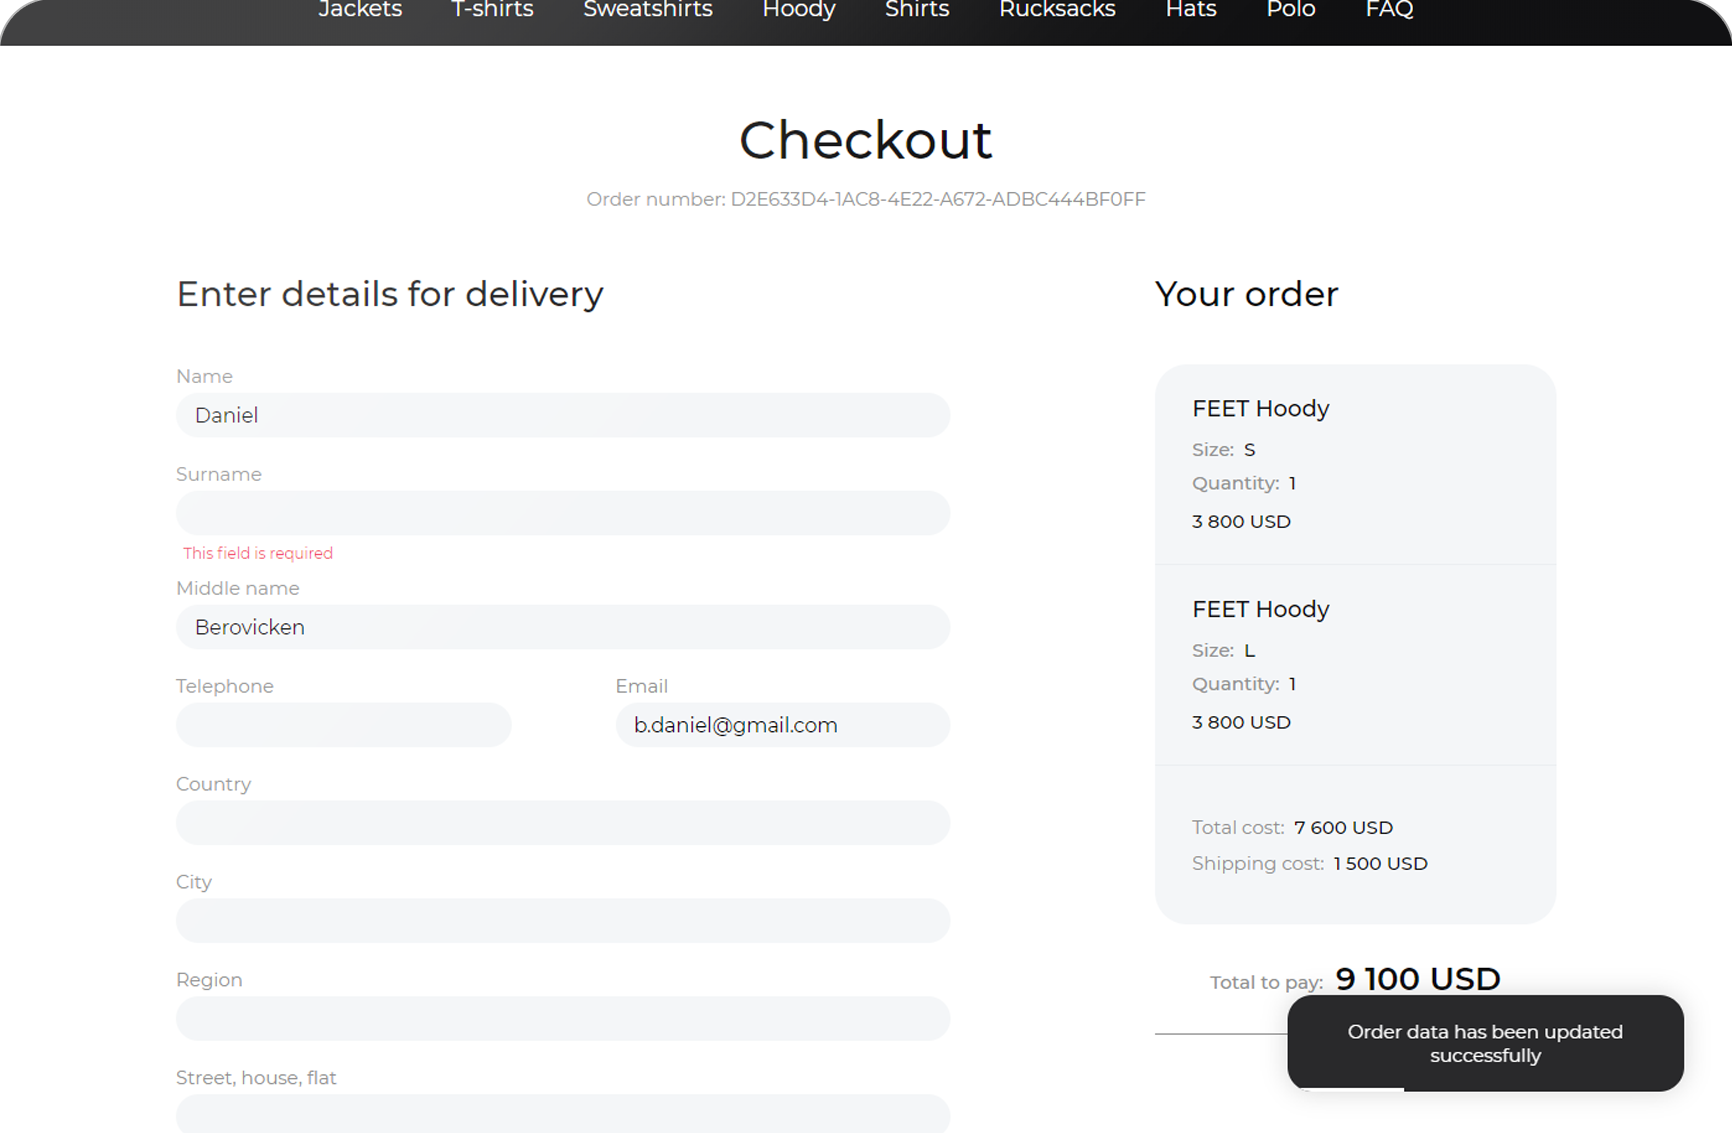 Jackets T-shirts Sweatshirts Hoody Shirts Rucksacks Hats Polo FAQ
Checkout
Order number: D2E633D4-1AC8-4E22-A672-ADBC444BF0FF
Enter details for delivery
Name
Daniel
Surname
This field is required
Middle name
Berovicken
Telephone Email
b.daniel@gmail.com
Country
City
Region
Street, house, flat
Your order
FEET Hoody
Size: S
Quantity: 1
3 800 USD
FEET Hoody
Size: L
Quantity: 1
3 800 USD
Total cost: 7 600 USD
Shipping cost: 1 500 USD
Total to pay: 9 100 USD
Order data has been updated
successfully